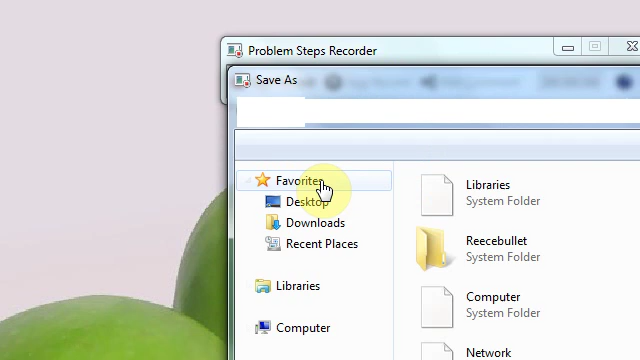 Problem Steps Recorder
Save As
Favorites
Desktop
Downloads
Recent Places
Libraries
Computer
Libraries
System Folder
Reecebullet
System Folder
Computer
System Folder
Network